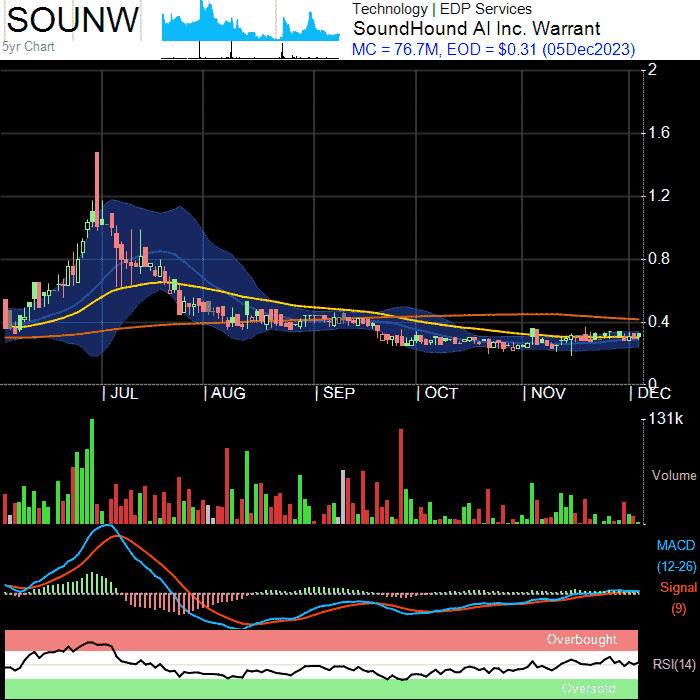 SOUNW
5yr Chart
Technology | EDP Services
SoundHound AI Inc. Warrant
MC = 76.7M, EOD = $0.31 (05Dec2023)
2
1.6
1.2
0.8
0.4
0
| JUL | AUG | SEP | OCT | NOV | DEC
131k
Volume
MACD
(12-26)
Signal
(9)
Overbought
RSI(14)
Oversold